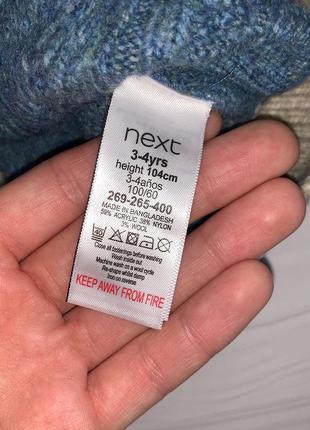 next
3-4yrs
height 104cm
3-4años
100/60
269-265-400
MADE IN BANGLADESH
59% ACRYLIC 38% NYLON
3% WOOL
Close all fastenings before washing
Wash inside out
Machine wash on a wool cycle
Re-shape whilst damp
Iron on reverse
KEEP AWAY FROM FIRE